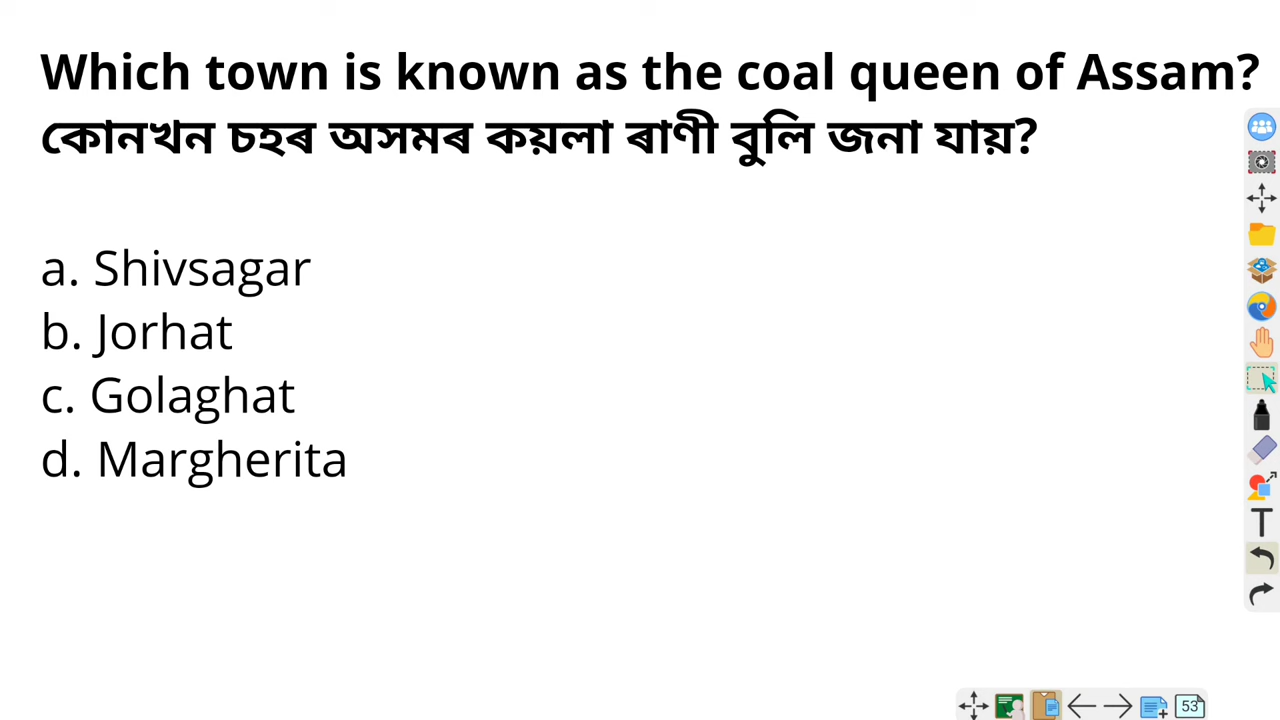 Which town is known as the coal queen of Assam?
কোনখন চহৰ অসমৰ কয়লা ৰাণী বুলি জনা যায়?
a. Shivsagar
b. Jorhat
c. Golaghat
d. Margherita
T
53